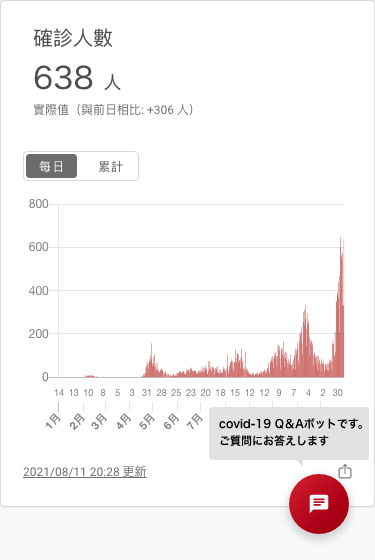 確診人數
638 人
實際值（與前日相比: +306 人）
每日 累計
800
600
400
200
0
14 13 10 8 5 3 31 28 25 23 20 18 15 12 12 9 7 4 2 30
1月 2月 3月 4月 5月 6月 7月
covid-19 Q&Aボットです。
ご質問にお答えします
2021/08/11 20:28 更新